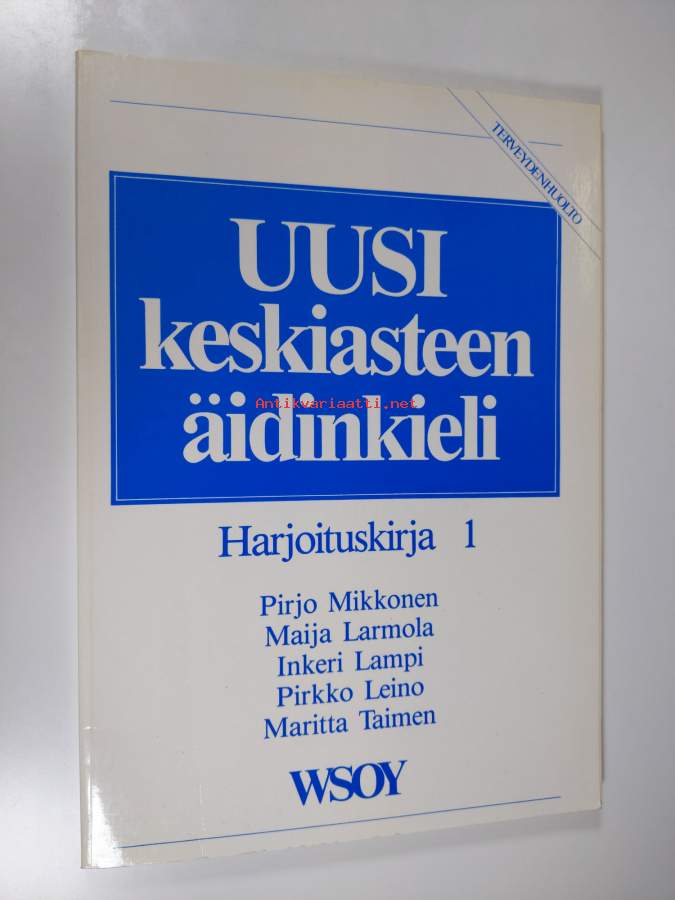 TERVEYDENHUOLTO
UUSI
keskiasteen
Antikvariaatti.net
äidinkieli
Harjoituskirja 1
Pirjo Mikkonen
Maija Larmola
Inkeri Lampi
Pirkko Leino
Maritta Taimen
WSOY